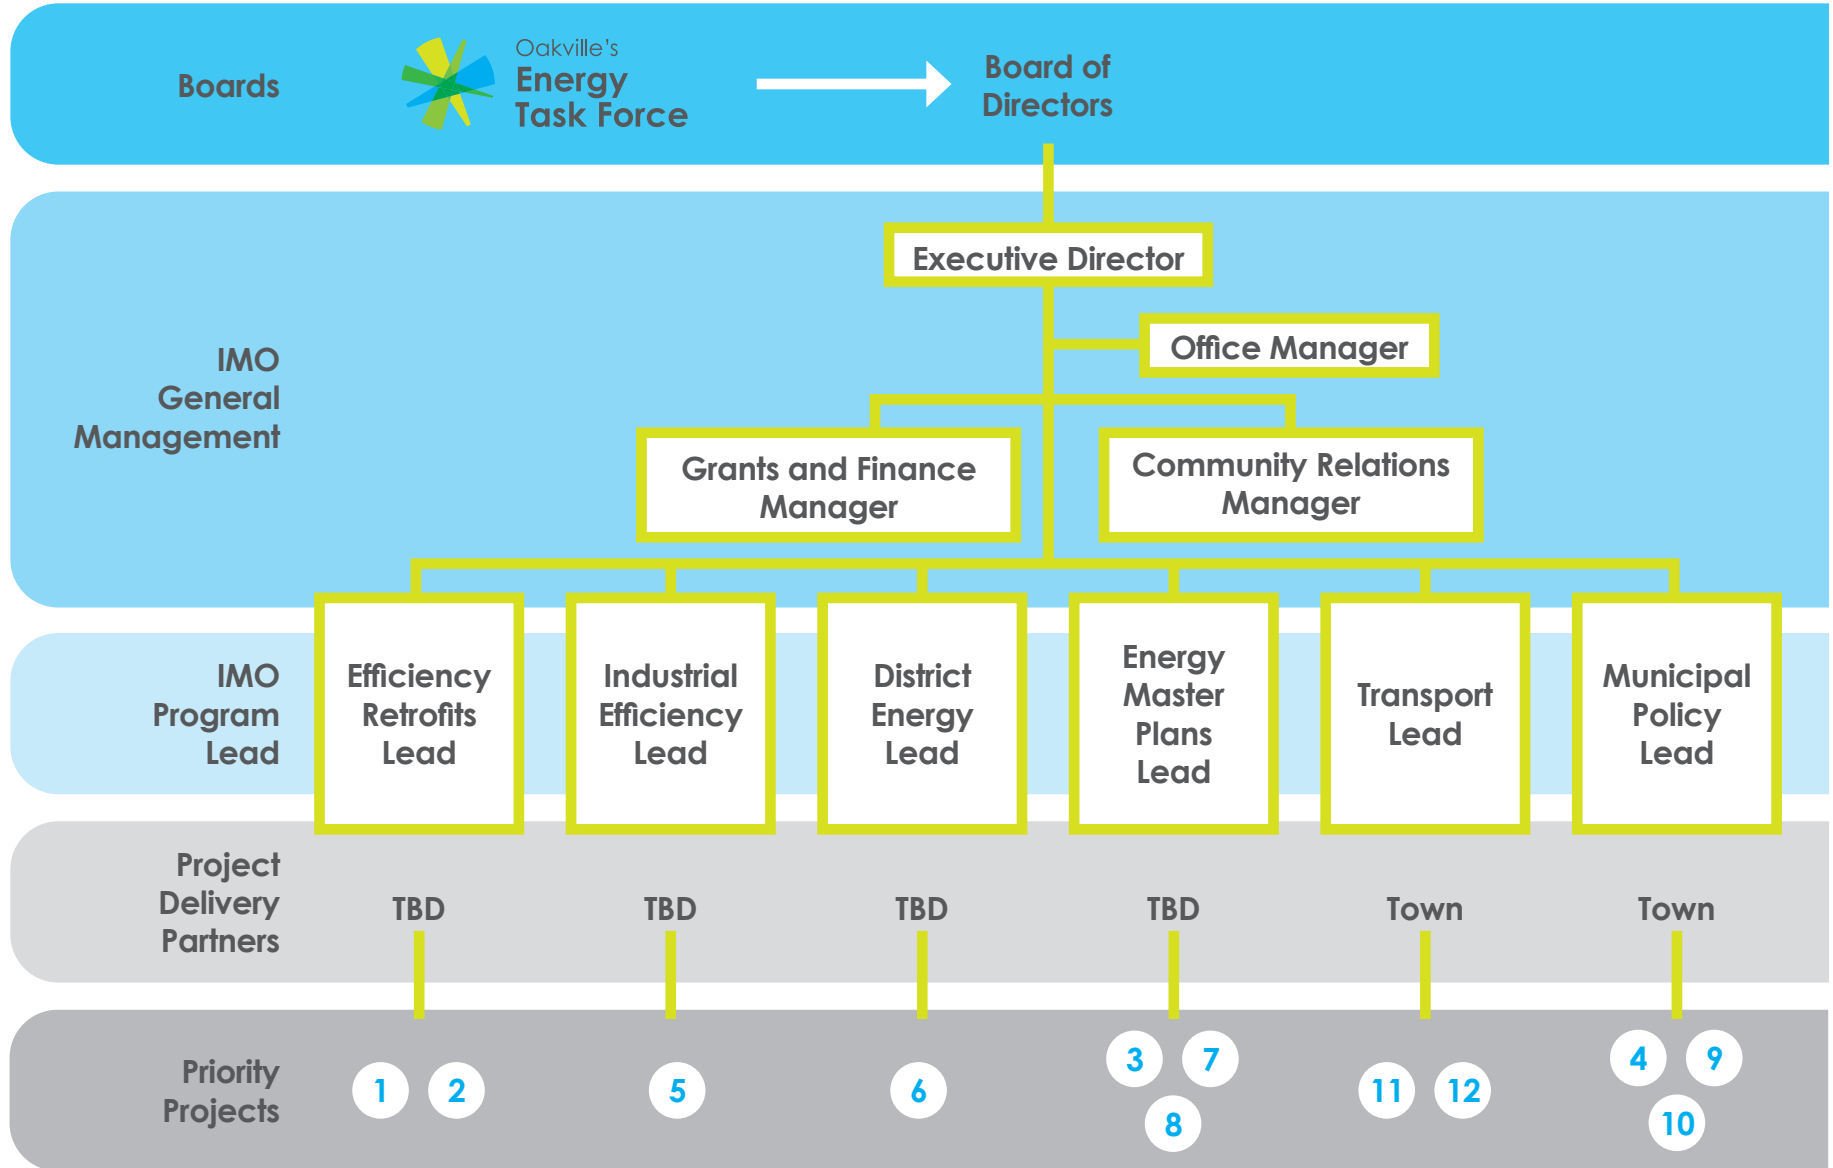 Boards
Oakville's
Energy
Task Force
Board of
Directors
IMO
General
Management
Executive Director
Office Manager
Grants and Finance
Manager
Community Relations
Manager
IMO
Program
Lead
Efficiency
Retrofits
Lead
Industrial
Efficiency
Lead
District
Energy
Lead
Energy
Master
Plans
Lead
Transport
Lead
Municipal
Policy
Lead
Project
Delivery
Partners
TBD
TBD
TBD
TBD
Town
Town
Priority
Projects
1 2
5
6
3 7
8
11 12
4 9
10